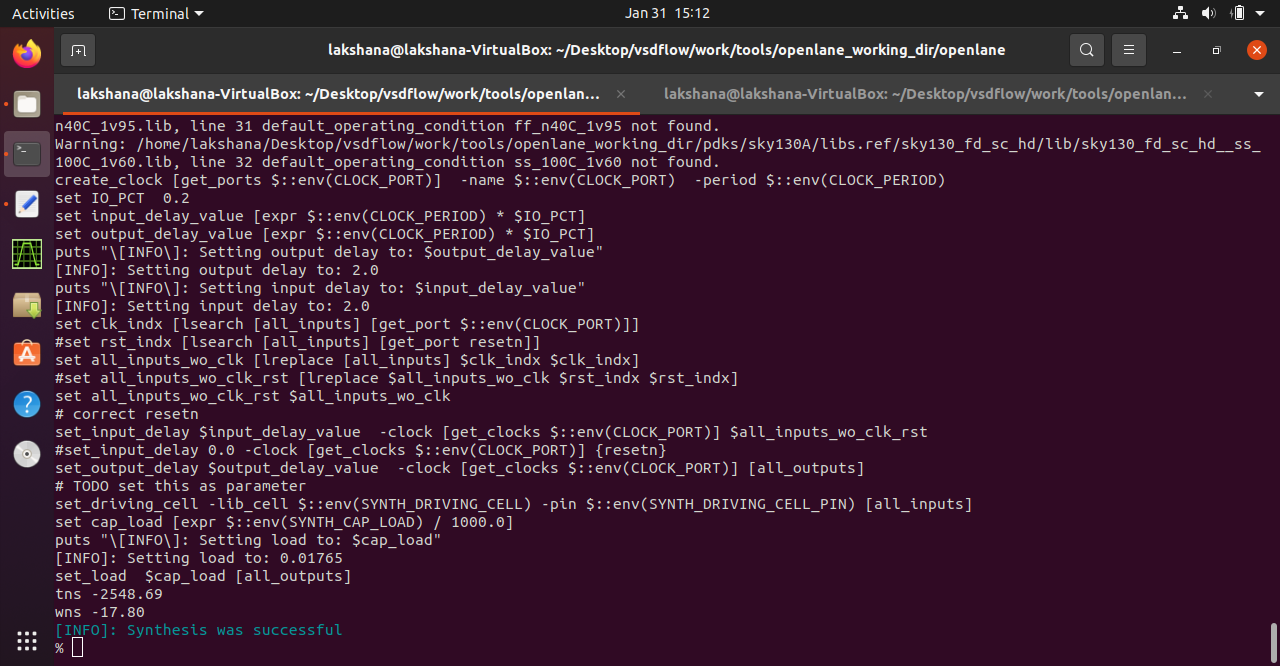 Activities
Terminal
Jan 31 15:12
lakshana@lakshana-VirtualBox: ~/Desktop/vsdflow/work/tools/openlane_working_dir/openlane
lakshana@lakshana-VirtualBox: ~/Desktop/vsdflow/work/tools/openlan...
lakshana@lakshana-VirtualBox: ~/Desktop/vsdflow/work/tools/openlan...
n40C_1v95.lib, line 31 default_operating_condition ff_n40C_1v95 not found.
Warning: /home/lakshana/Desktop/vsdflow/work/tools/openlane_working_dir/pdks/sky130A/libs.ref/sky130_fd_sc_hd/lib/sky130_fd_sc_hd__ss_
100C_1v60.lib, line 32 default_operating_condition ss_100C_1v60 not found.
create_clock [get_ports $::env(CLOCK_PORT)]  -name $::env(CLOCK_PORT)  -period $::env(CLOCK_PERIOD)
set IO_PCT  0.2
set input_delay_value [expr $::env(CLOCK_PERIOD) * $IO_PCT]
set output_delay_value [expr $::env(CLOCK_PERIOD) * $IO_PCT]
puts "\[INFO\]: Setting output delay to: $output_delay_value"
[INFO]: Setting output delay to: 2.0
puts "\[INFO\]: Setting input delay to: $input_delay_value"
[INFO]: Setting input delay to: 2.0
set clk_indx [lsearch [all_inputs] [get_port $::env(CLOCK_PORT)]]
#set rst_indx [lsearch [all_inputs] [get_port resetn]]
set all_inputs_wo_clk [lreplace [all_inputs] $clk_indx $clk_indx]
#set all_inputs_wo_clk_rst [lreplace $all_inputs_wo_clk $rst_indx $rst_indx]
set all_inputs_wo_clk_rst $all_inputs_wo_clk
# correct resetn
set_input_delay $input_delay_value  -clock [get_clocks $::env(CLOCK_PORT)] $all_inputs_wo_clk_rst
#set_input_delay 0.0 -clock [get_clocks $::env(CLOCK_PORT)] {resetn}
set_output_delay $output_delay_value  -clock [get_clocks $::env(CLOCK_PORT)] [all_outputs]
# TODO set this as parameter
set_driving_cell -lib_cell $::env(SYNTH_DRIVING_CELL) -pin $::env(SYNTH_DRIVING_CELL_PIN) [all_inputs]
set cap_load [expr $::env(SYNTH_CAP_LOAD) / 1000.0]
puts "\[INFO\]: Setting load to: $cap_load"
[INFO]: Setting load to: 0.01765
set_load  $cap_load [all_outputs]
tns -2548.69
wns -17.80
[INFO]: Synthesis was successful
%